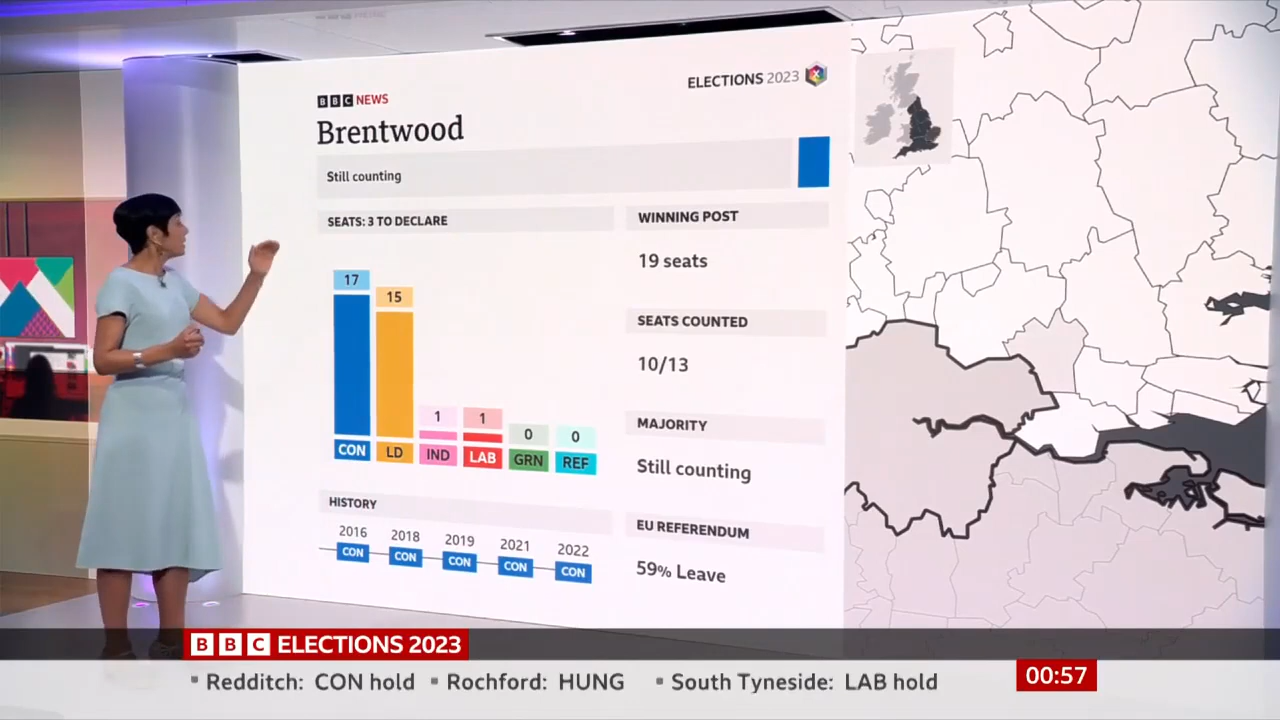 ELECTIONS 2023
BBC NEWS
Brentwood
Still counting
SEATS: 3 TO DECLARE
17
15
1
1
0
0
CON
LD
IND
LAB
GRN
REF
HISTORY
2016
2018
2019
2021
2022
CON
CON
CON
CON
CON
WINNING POST
19 seats
SEATS COUNTED
10/13
MAJORITY
Still counting
EU REFERENDUM
59% Leave
BBC ELECTIONS 2023
Redditch: CON hold
Rochford: HUNG
South Tyneside: LAB hold
00:57